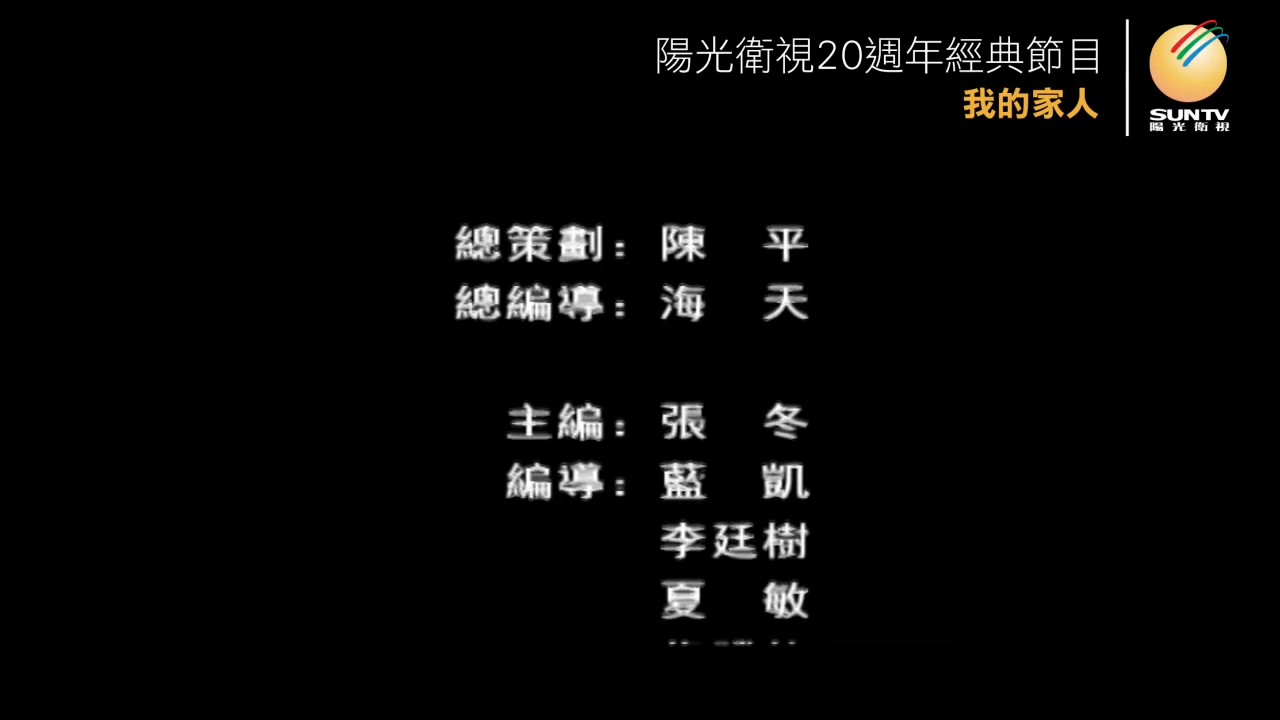 陽光衛視20週年經典節目
我的家人
SUNTV
陽光衛視
總策劃：陳 平
總編導：海 天
主編：張 冬
編導：藍 凱
李廷樹
夏 敏